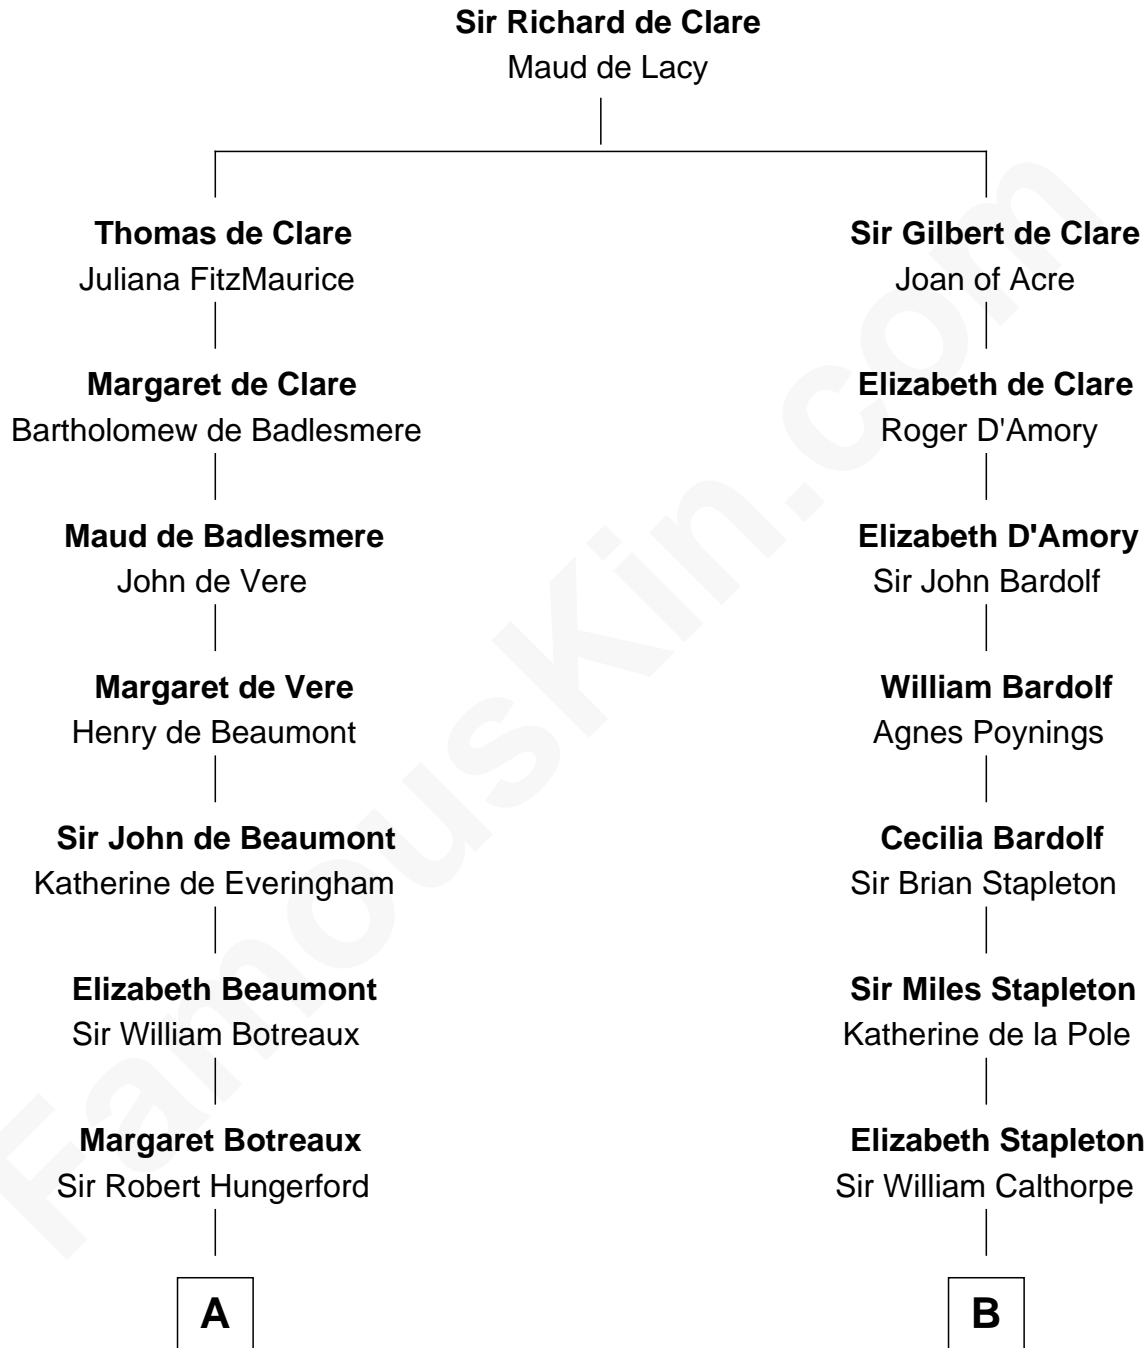 Sir Richard de Clare
Maud de Lacy
Thomas de Clare
Juliana FitzMaurice
Sir Gilbert de Clare
Joan of Acre
Margaret de Clare
Bartholomew de Badlesmere
Elizabeth de Clare
Roger D'Amory
Maud de Badlesmere
John de Vere
Elizabeth D'Amory
Sir John Bardolf
Margaret de Vere
Henry de Beaumont
William Bardolf
Agnes Poynings
Sir John de Beaumont
Katherine de Everingham
Cecilia Bardolf
Sir Brian Stapleton
Elizabeth Beaumont
Sir William Botreaux
Sir Miles Stapleton
Katherine de la Pole
Margaret Botreaux
Sir Robert Hungerford
Elizabeth Stapleton
Sir William Calthorpe
A
B
FamousKin.com